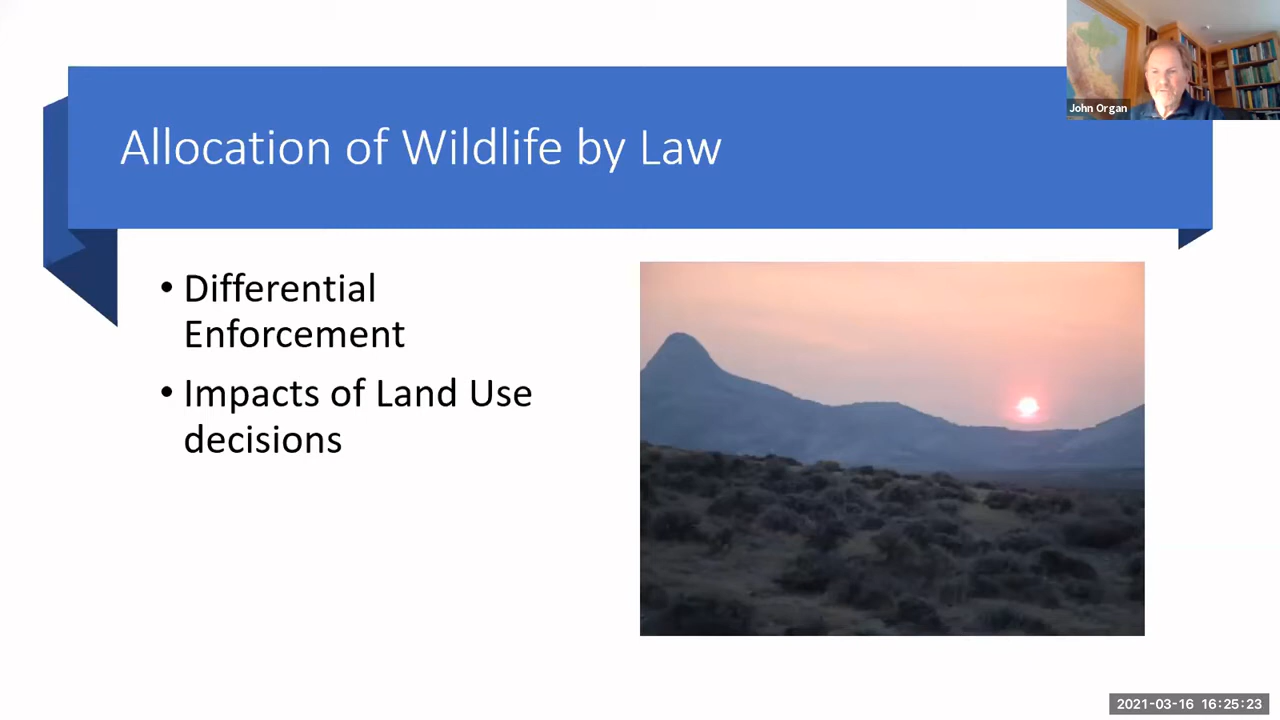 John Organ
Allocation of Wildlife by Law
• Differential
Enforcement
• Impacts of Land Use
decisions
2021-03-16 16:25:23